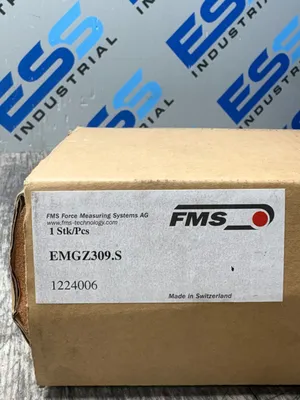 ESS
INDUSTRIAL
ESS
INDUSTRIAL
ESS
INDUSTRIAL
FMS Force Measuring Systems AG
www.fms-technology.com
1 Stk/Pcs
FMS
EMGZ309.S
1224006
Made in Switzerland